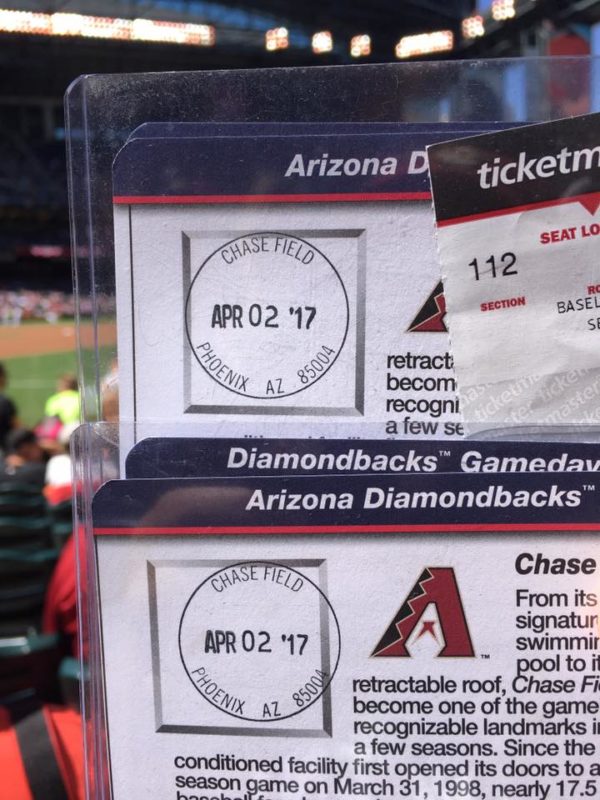 Arizona D
CHASE FIELD
APR 02 '17
PHOENIX AZ 85004
retract
becom
recogni
a few se
ticketm
SEAT LO
112
SECTION
BASEL
Diamondbacks™ Gameday
Arizona Diamondbacks™
CHASE FIELD
APR 02 '17
PHOENIX AZ 85004
Chase
From its
signatur
swimmin
pool to it
retractable roof, Chase Fi
become one of the game
recognizable landmarks i
a few seasons. Since the
conditioned facility first opened its doors to a
season game on March 31, 1998, nearly 17.5